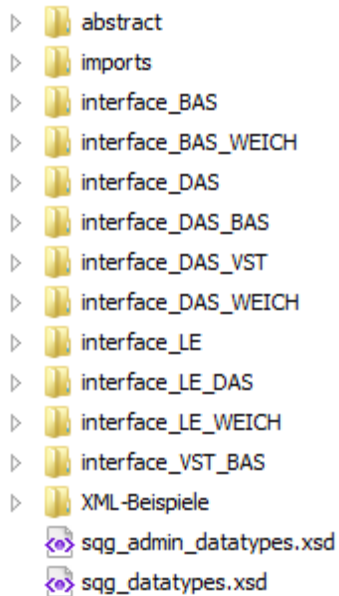 abstract
imports
interface_BAS
interface_BAS_WEICH
interface_DAS
interface_DAS_BAS
interface_DAS_VST
interface_DAS_WEICH
interface_LE
interface_LE_DAS
interface_LE_WEICH
interface_VST_BAS
XML-Beispiele
sqg_admin_datatypes.xsd
sqg_datatypes.xsd